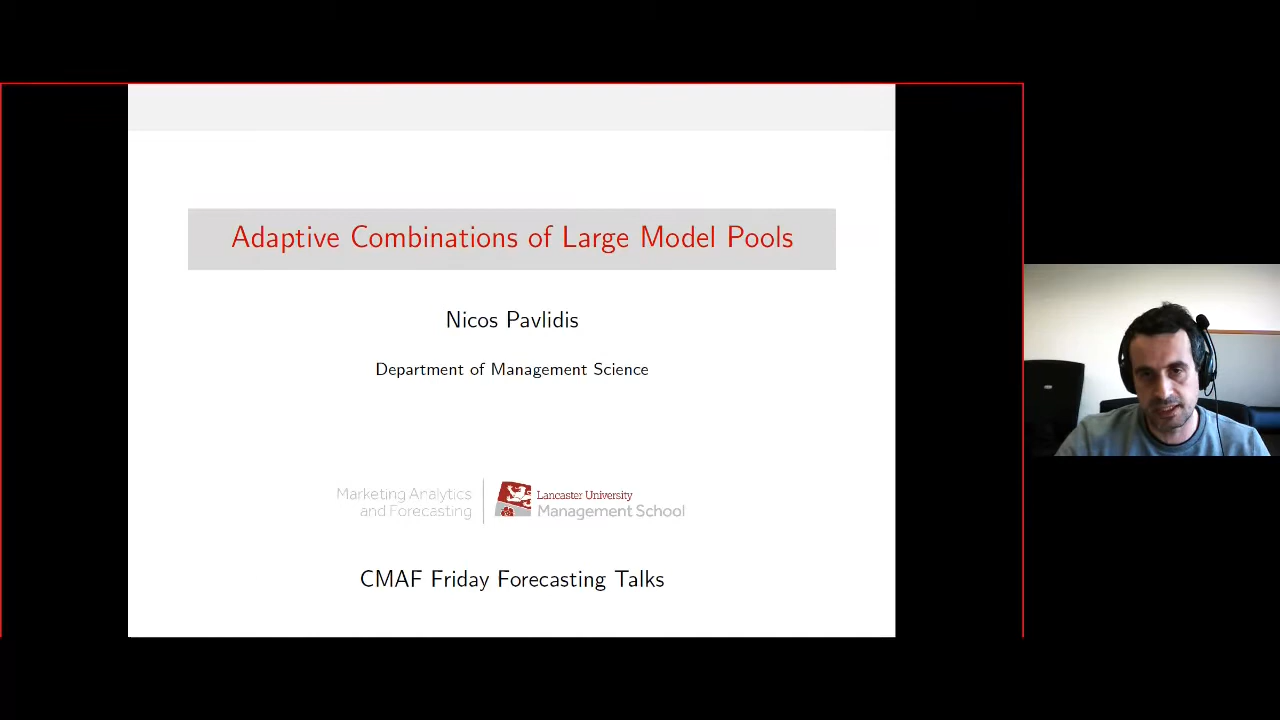 Adaptive Combinations of Large Model Pools
Nicos Pavlidis
Department of Management Science
Marketing Analytics
and Forecasting
Lancaster University
Management School
CMAF Friday Forecasting Talks